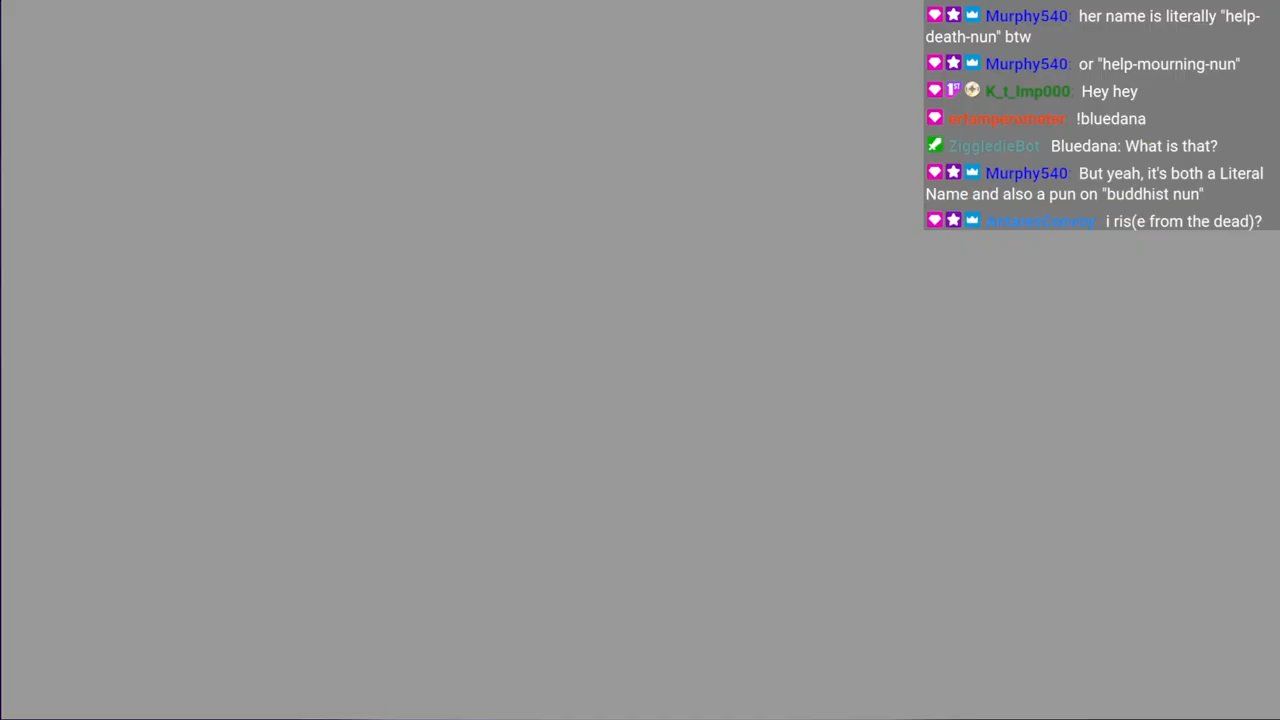 Murphy540: her name is literally "help-
death-nun" btw
Murphy540: or "help-mourning-nun"
K_t_Imp000: Hey hey
!bluedana
ZiggledieBot Bluedana: What is that?
Murphy540: But yeah, it's both a Literal
Name and also a pun on "buddhist nun"
i ris(e from the dead)?